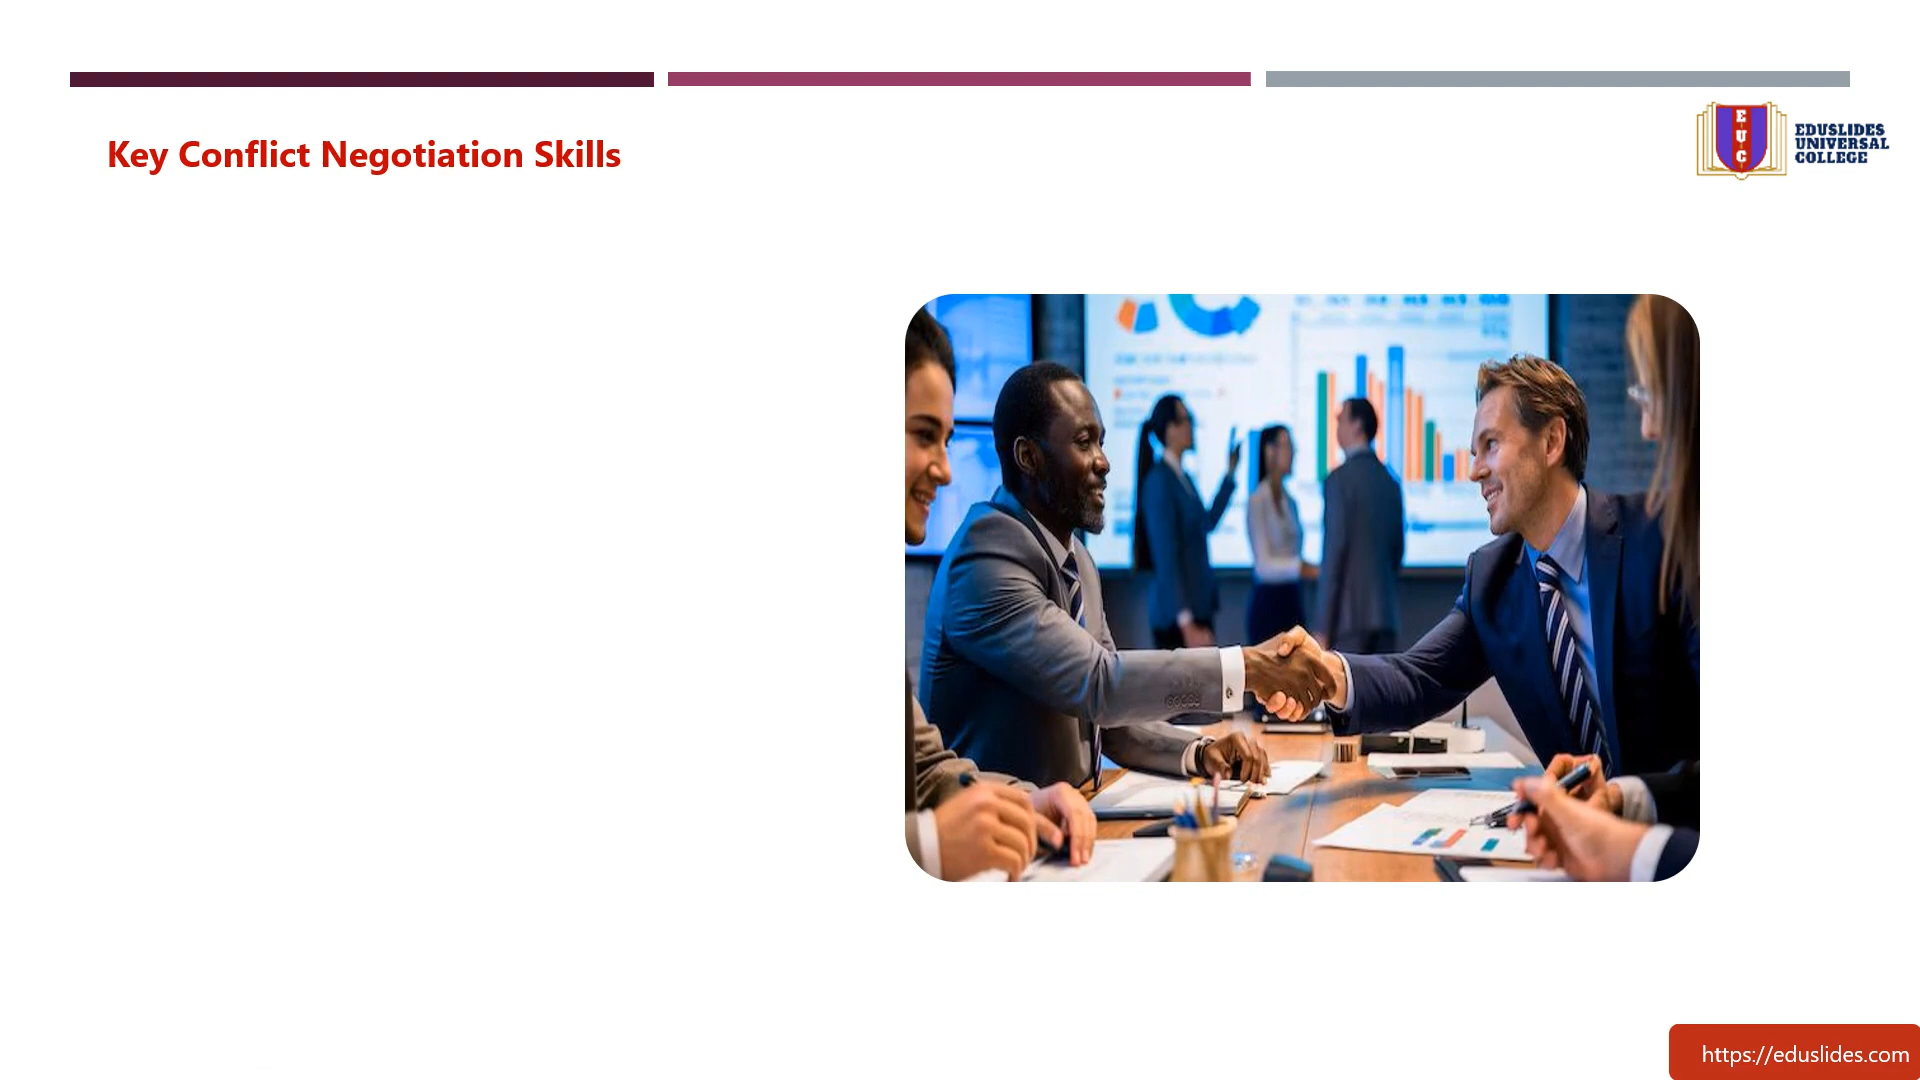 Key Conflict Negotiation Skills
E
U
C
EDUSLIDES
UNIVERSAL
COLLEGE
https://eduslides.com